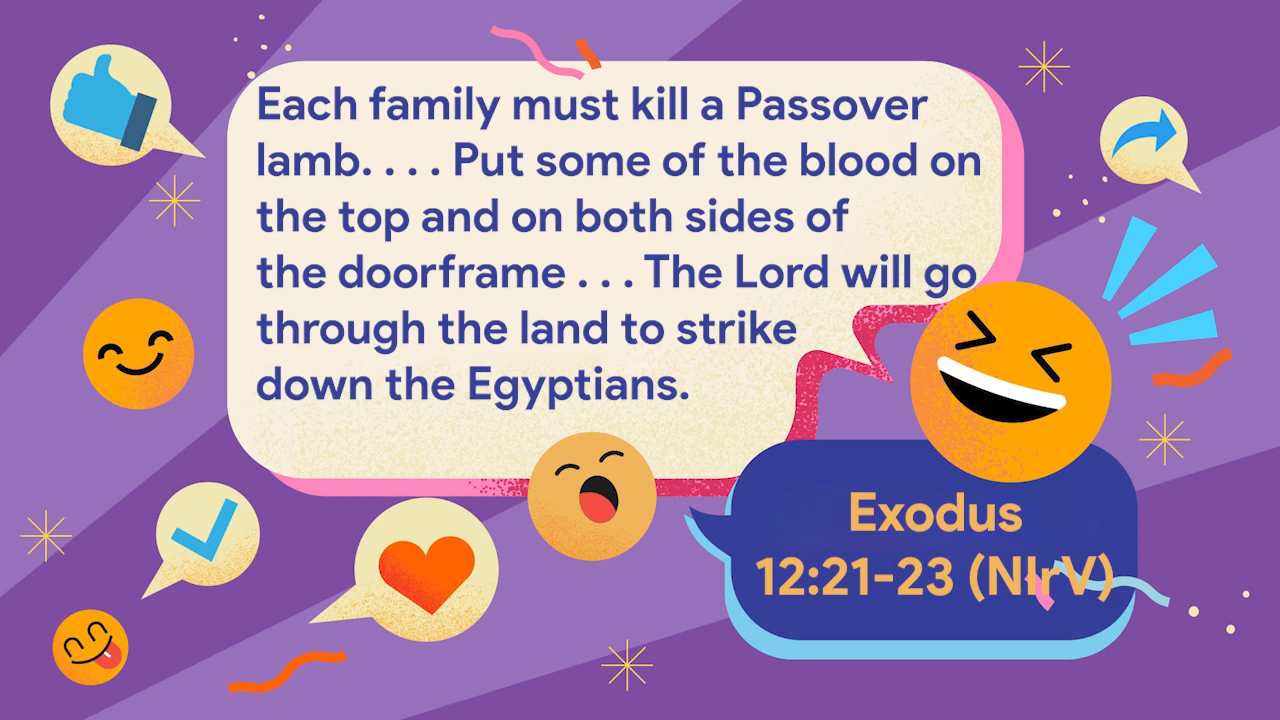 Each family must kill a Passover
lamb. . . . Put some of the blood on
the top and on both sides of
the doorframe . . . The Lord will go
through the land to strike
down the Egyptians.
Exodus
12:21-23 (NIrV)